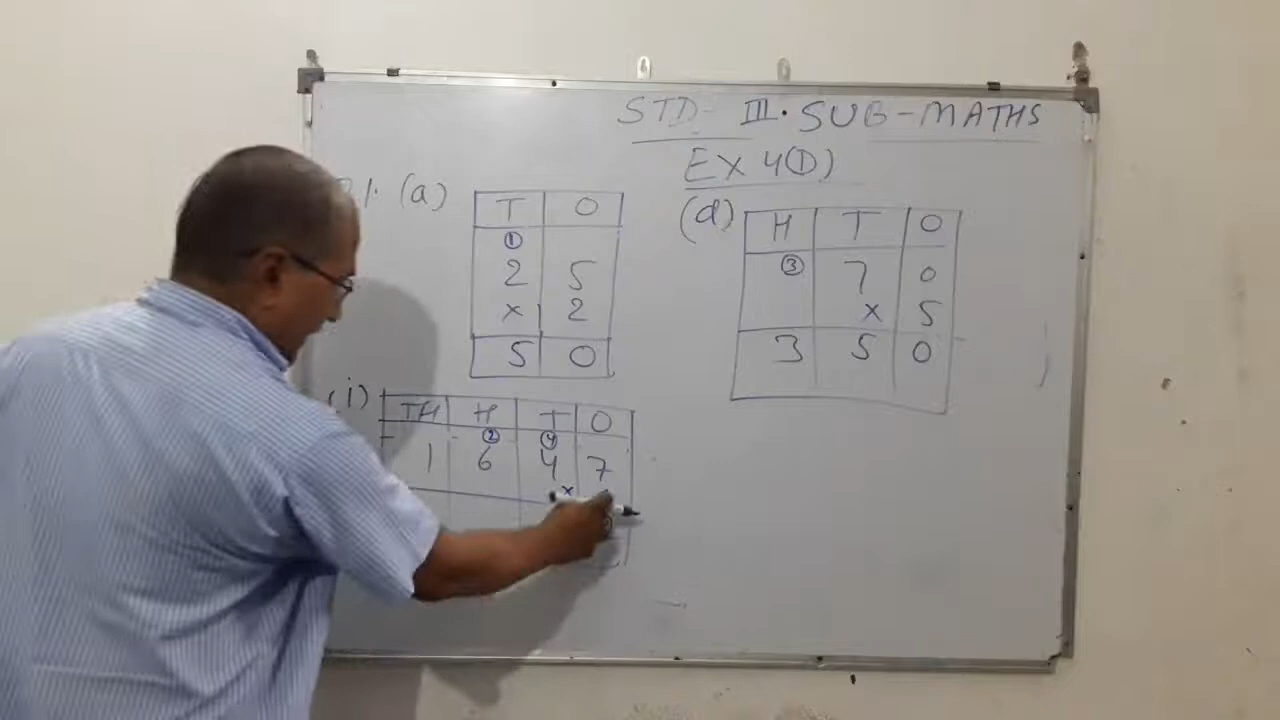 STD- III. SUB-MATHS
EX 4(D)
1. (a)
T O
①
2 5
x 2
5 0
(d)
H T O
③ 7 0
x 5
3 5 0
(i)
TH H T O
② ④
1 6 4 7
x